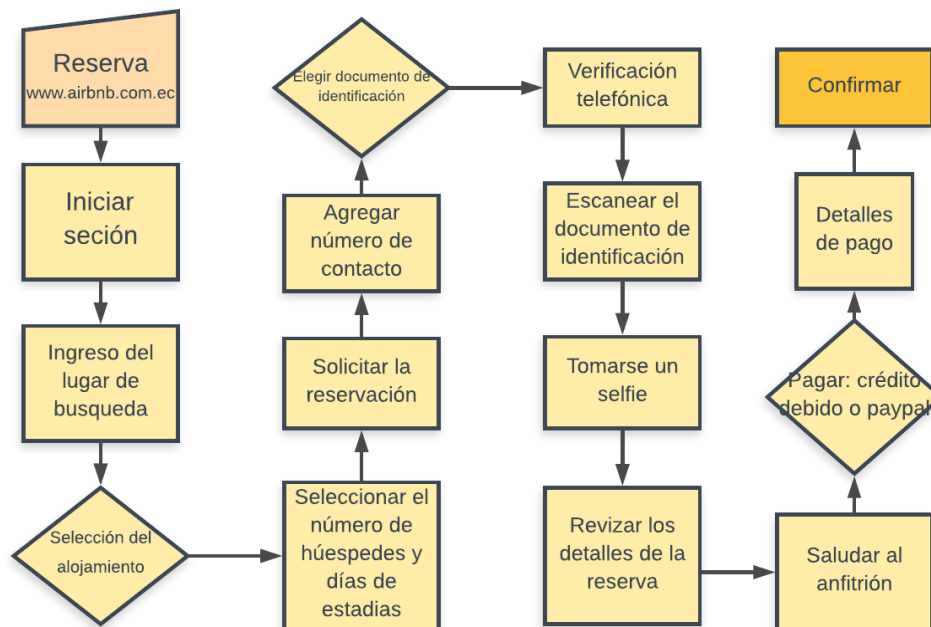 Reserva
www.airbnb.com.ec
Iniciar
seción
Ingreso del
lugar de
busqueda
Selección del
alojamiento
Seleccionar el
número de
húespedes y
días de
estadias
Solicitar la
reservación
Agregar
número de
contacto
Elegir documento de
identificación
Verificación
telefónica
Escanear el
documento de
identificación
Tomarse un
selfie
Revizar los
detalles de la
reserva
Saludar al
anfitrión
Pagar: crédito
debido o paypal
Detalles
de pago
Confirmar